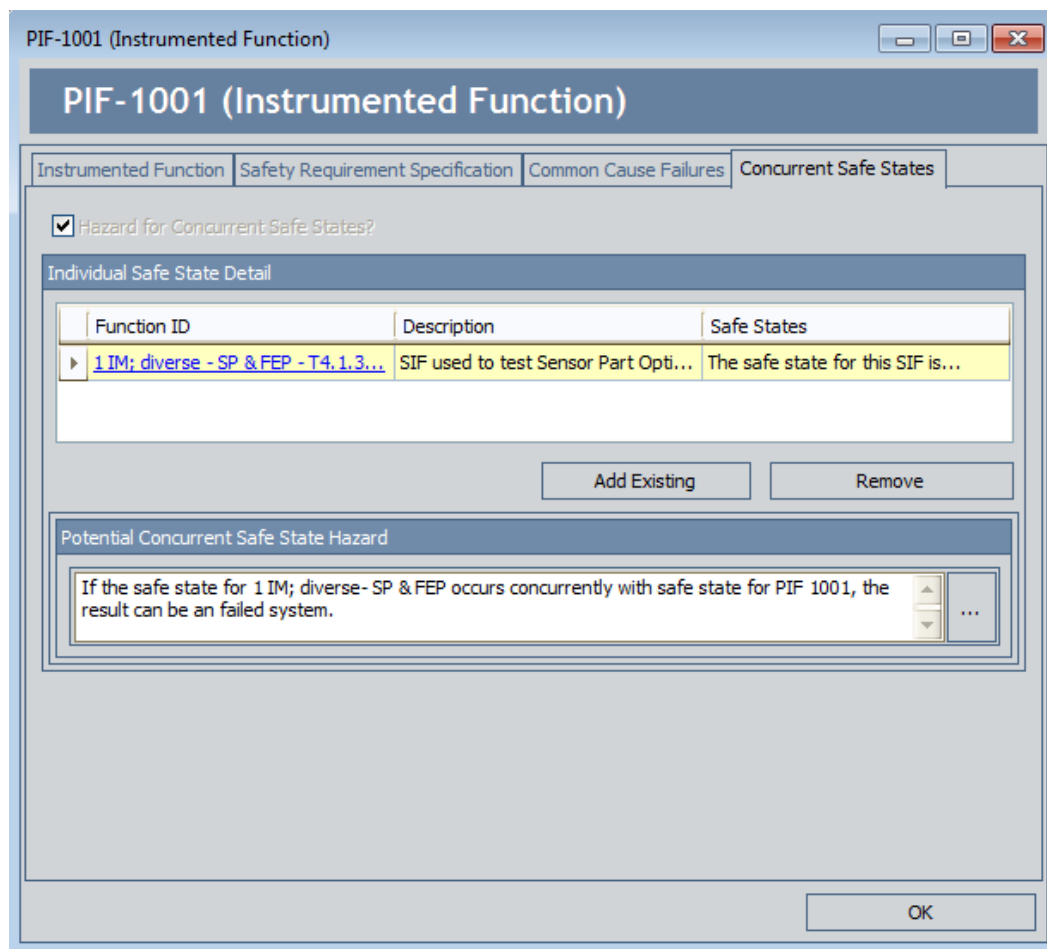 PIF-1001 (Instrumented Function)
PIF-1001 (Instrumented Function)
Instrumented Function Safety Requirement Specification Common Cause Failures Concurrent Safe States
Hazard for Concurrent Safe States?
Individual Safe State Detail
Function ID Description Safe States
1 IM; diverse - SP & FEP - T4.1.3... SIF used to test Sensor Part Opti... The safe state for this SIF is...
Add Existing Remove
Potential Concurrent Safe State Hazard
If the safe state for 1 IM; diverse- SP & FEP occurs concurrently with safe state for PIF 1001, the
result can be an failed system.
...
OK